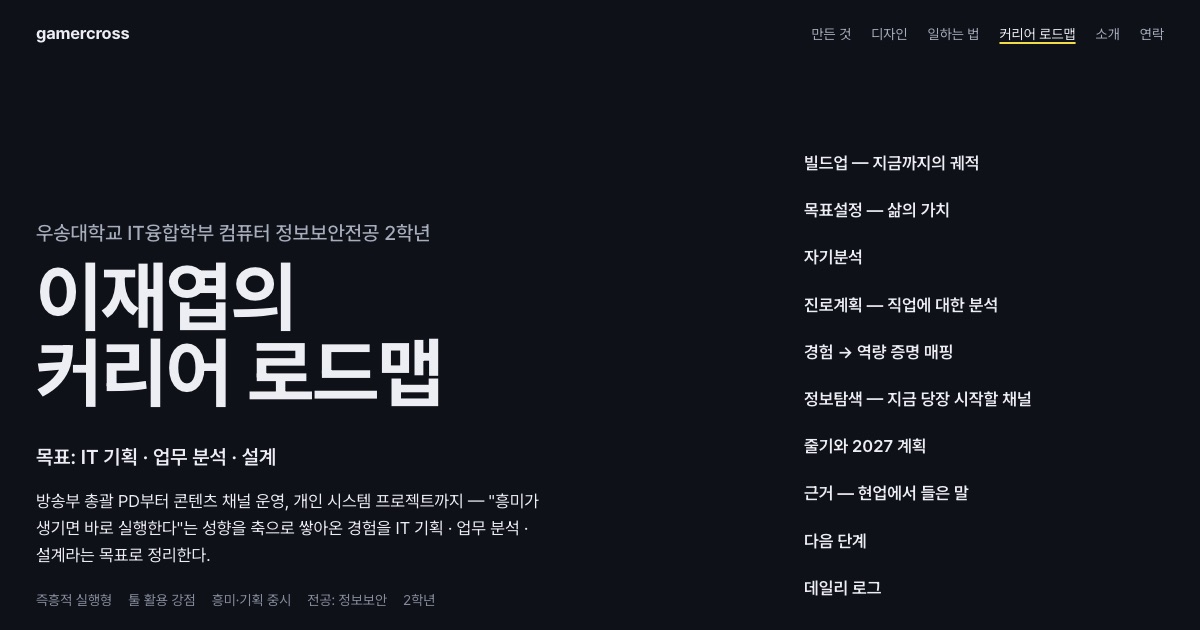 gamercross
만든 것
디자인
일하는 법
커리어 로드맵
소개
연락
우송대학교 IT융합학부 컴퓨터 정보보안전공 2학년
이재엽의
커리어 로드맵
목표: IT 기획 · 업무 분석 · 설계
방송부 총괄 PD부터 콘텐츠 채널 운영, 개인 시스템 프로젝트까지 — "흥미가
생기면 바로 실행한다"는 성향을 축으로 쌓아온 경험을 IT 기획 · 업무 분석 ·
설계라는 목표로 정리한다.
즉흥적 실행형
툴 활용 강점
흥미·기획 중시
전공: 정보보안
2학년
빌드업 — 지금까지의 궤적
목표설정 — 삶의 가치
자기분석
진로계획 — 직업에 대한 분석
경험 → 역량 증명 매핑
정보탐색 — 지금 당장 시작할 채널
줄기와 2027 계획
근거 — 현업에서 들은 말
다음 단계
데일리 로그